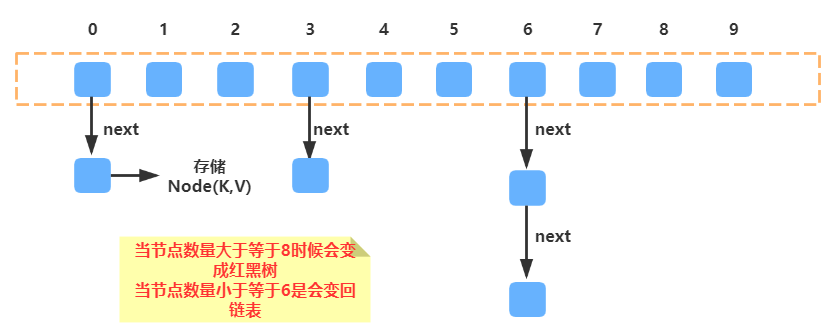 0 1 2 3 4 5 6 7 8 9
next
next
next
存储
Node(K,V)
next
当节点数量大于等于8时候会变
成红黑树
当节点数量小于等于6是会变回
链表